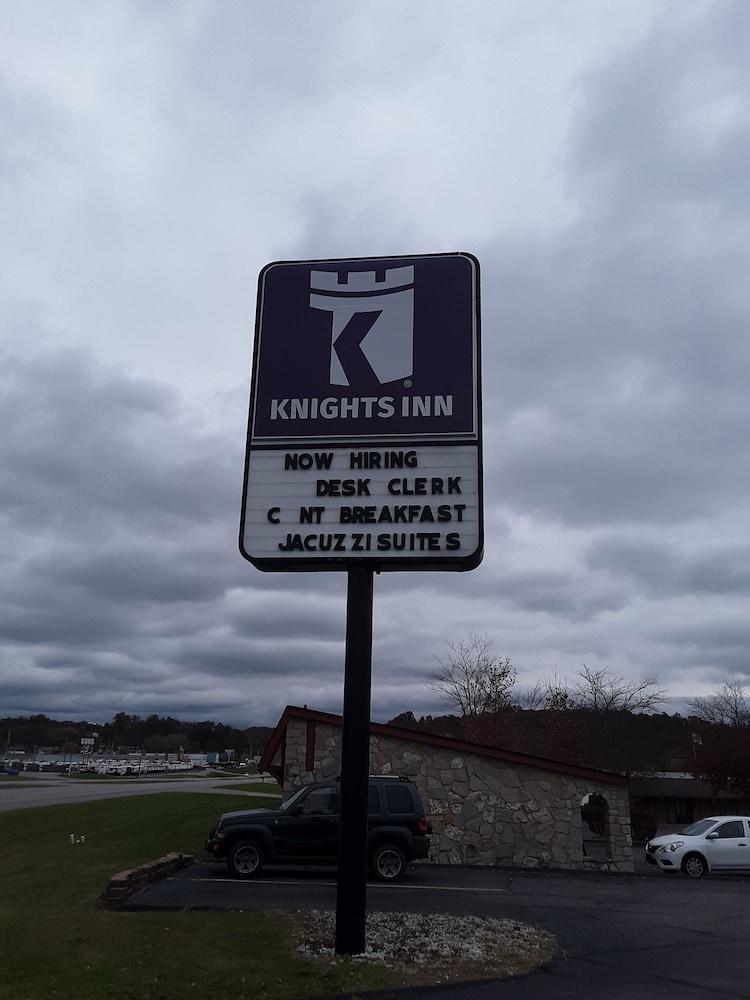 K
®
KNIGHTS INN
NOW HIRING
DESK CLERK
C NT BREAKFAST
JACUZZI SUITES